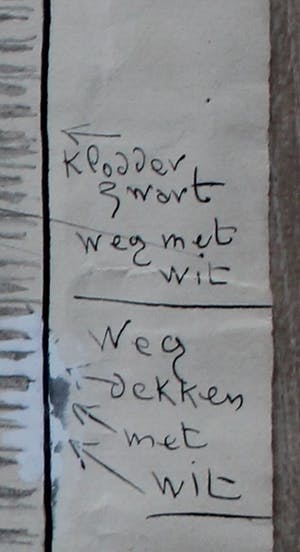 Klodder
zwart
weg met
wit
Weg
dekken
met
wit